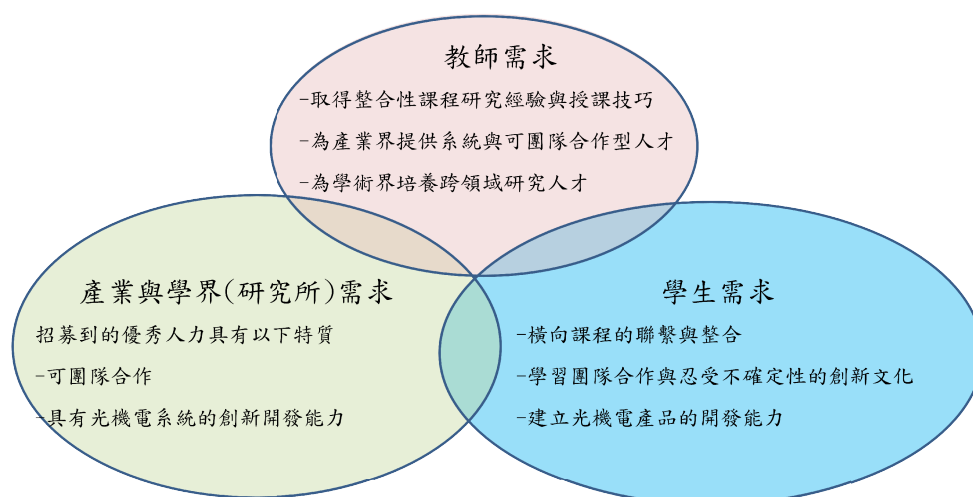 教師需求
-取得整合性課程研究經驗與授課技巧
-為產業界提供系統與可團隊合作型人才
-為學術界培養跨領域研究人才
產業與學界(研究所)需求
招募到的優秀人力具有以下特質
-可團隊合作
-具有光機電系統的創新開發能力
學生需求
-橫向課程的聯繫與整合
-學習團隊合作與忍受不確定性的創新文化
-建立光機電產品的開發能力